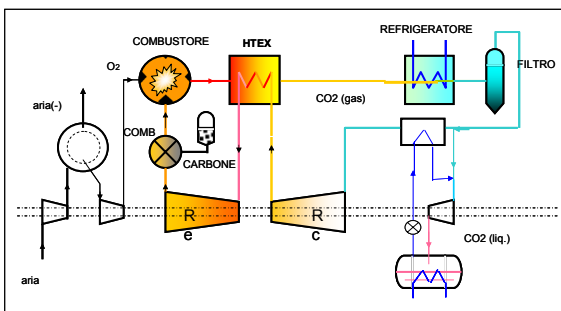 REFRIGERATORE
COMBUSTORE
HTEX
FILTRO
O2
CO2 (gas)
aria(-)
COMB
CARBONE
R
R
e
c
CO2 (liq.)
aria